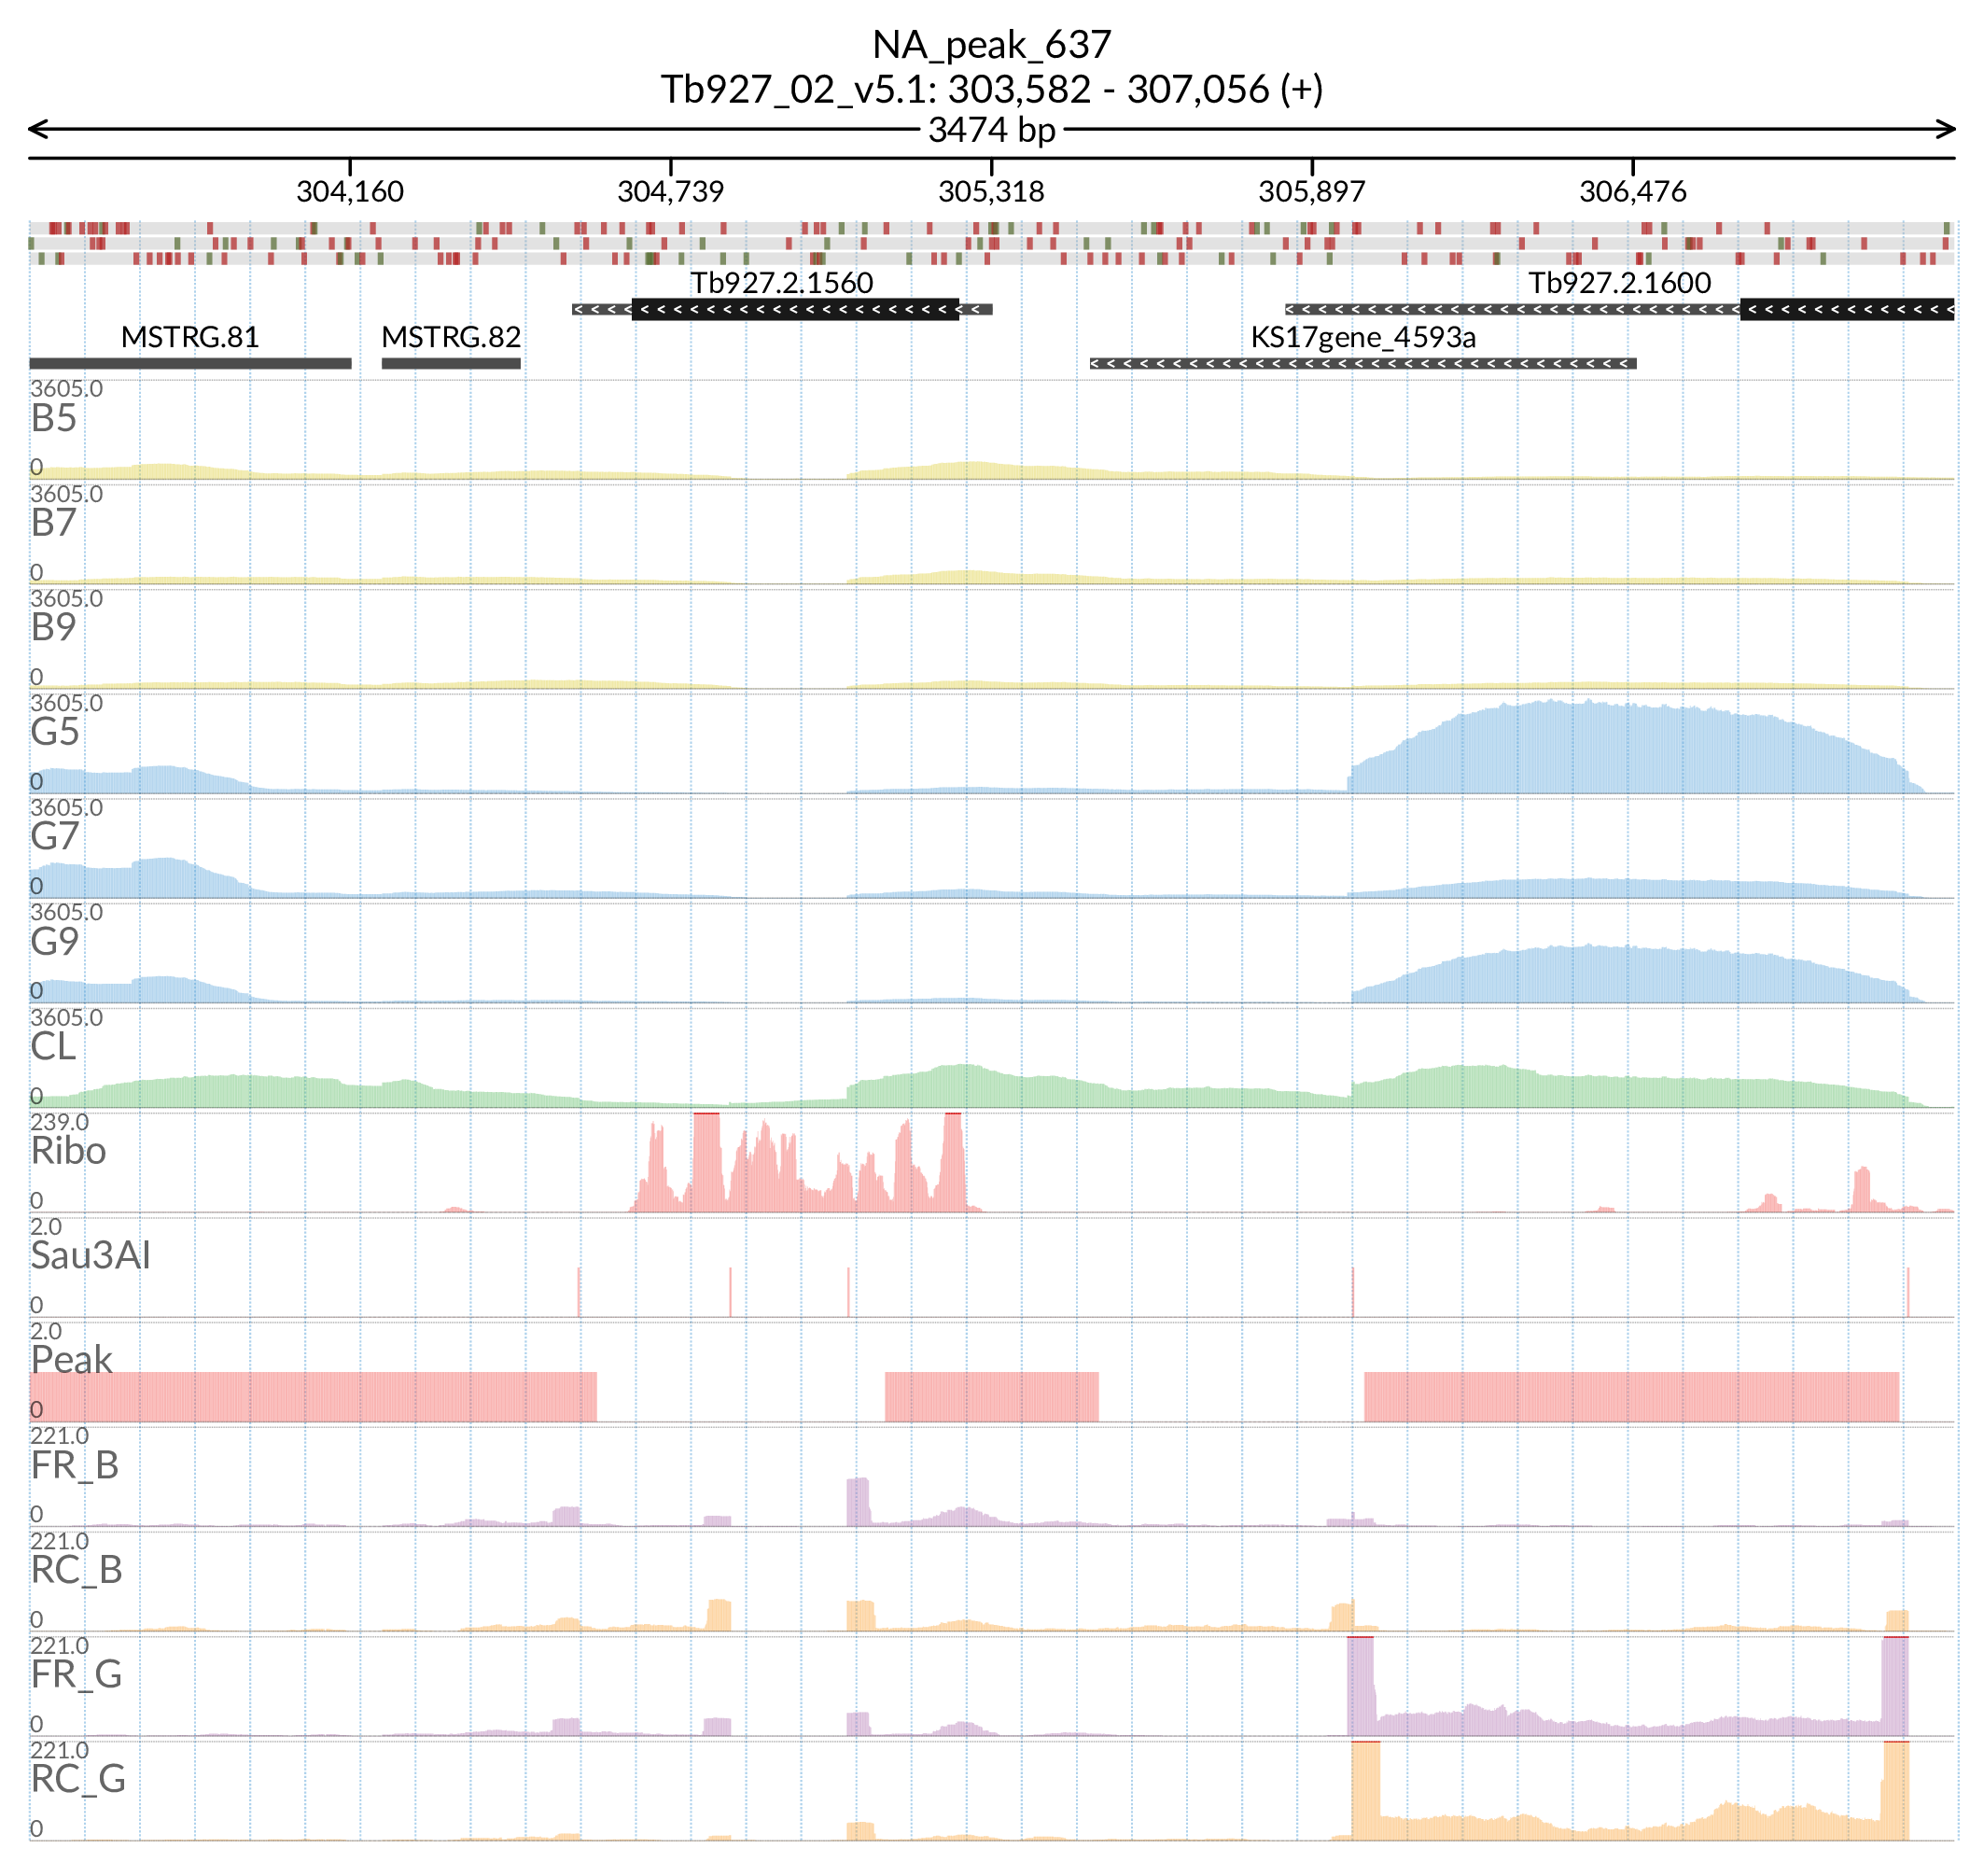 NA_peak_637
Tb927_02_v5.1: 303,582 - 307,056 (+)
3474 bp
304,160 304,739 305,318 305,897 306,476
Tb927.2.1560 Tb927.2.1600
MSTRG.81 MSTRG.82 KS17gene_4593a
3605.0
B5
0
3605.0
B7
0
3605.0
B9
0
3605.0
G5
0
3605.0
G7
0
3605.0
G9
0
3605.0
CL
0
239.0
Ribo
0
2.0
Sau3AI
0
2.0
Peak
0
221.0
FR_B
0
221.0
RC_B
0
221.0
FR_G
0
221.0
RC_G
0